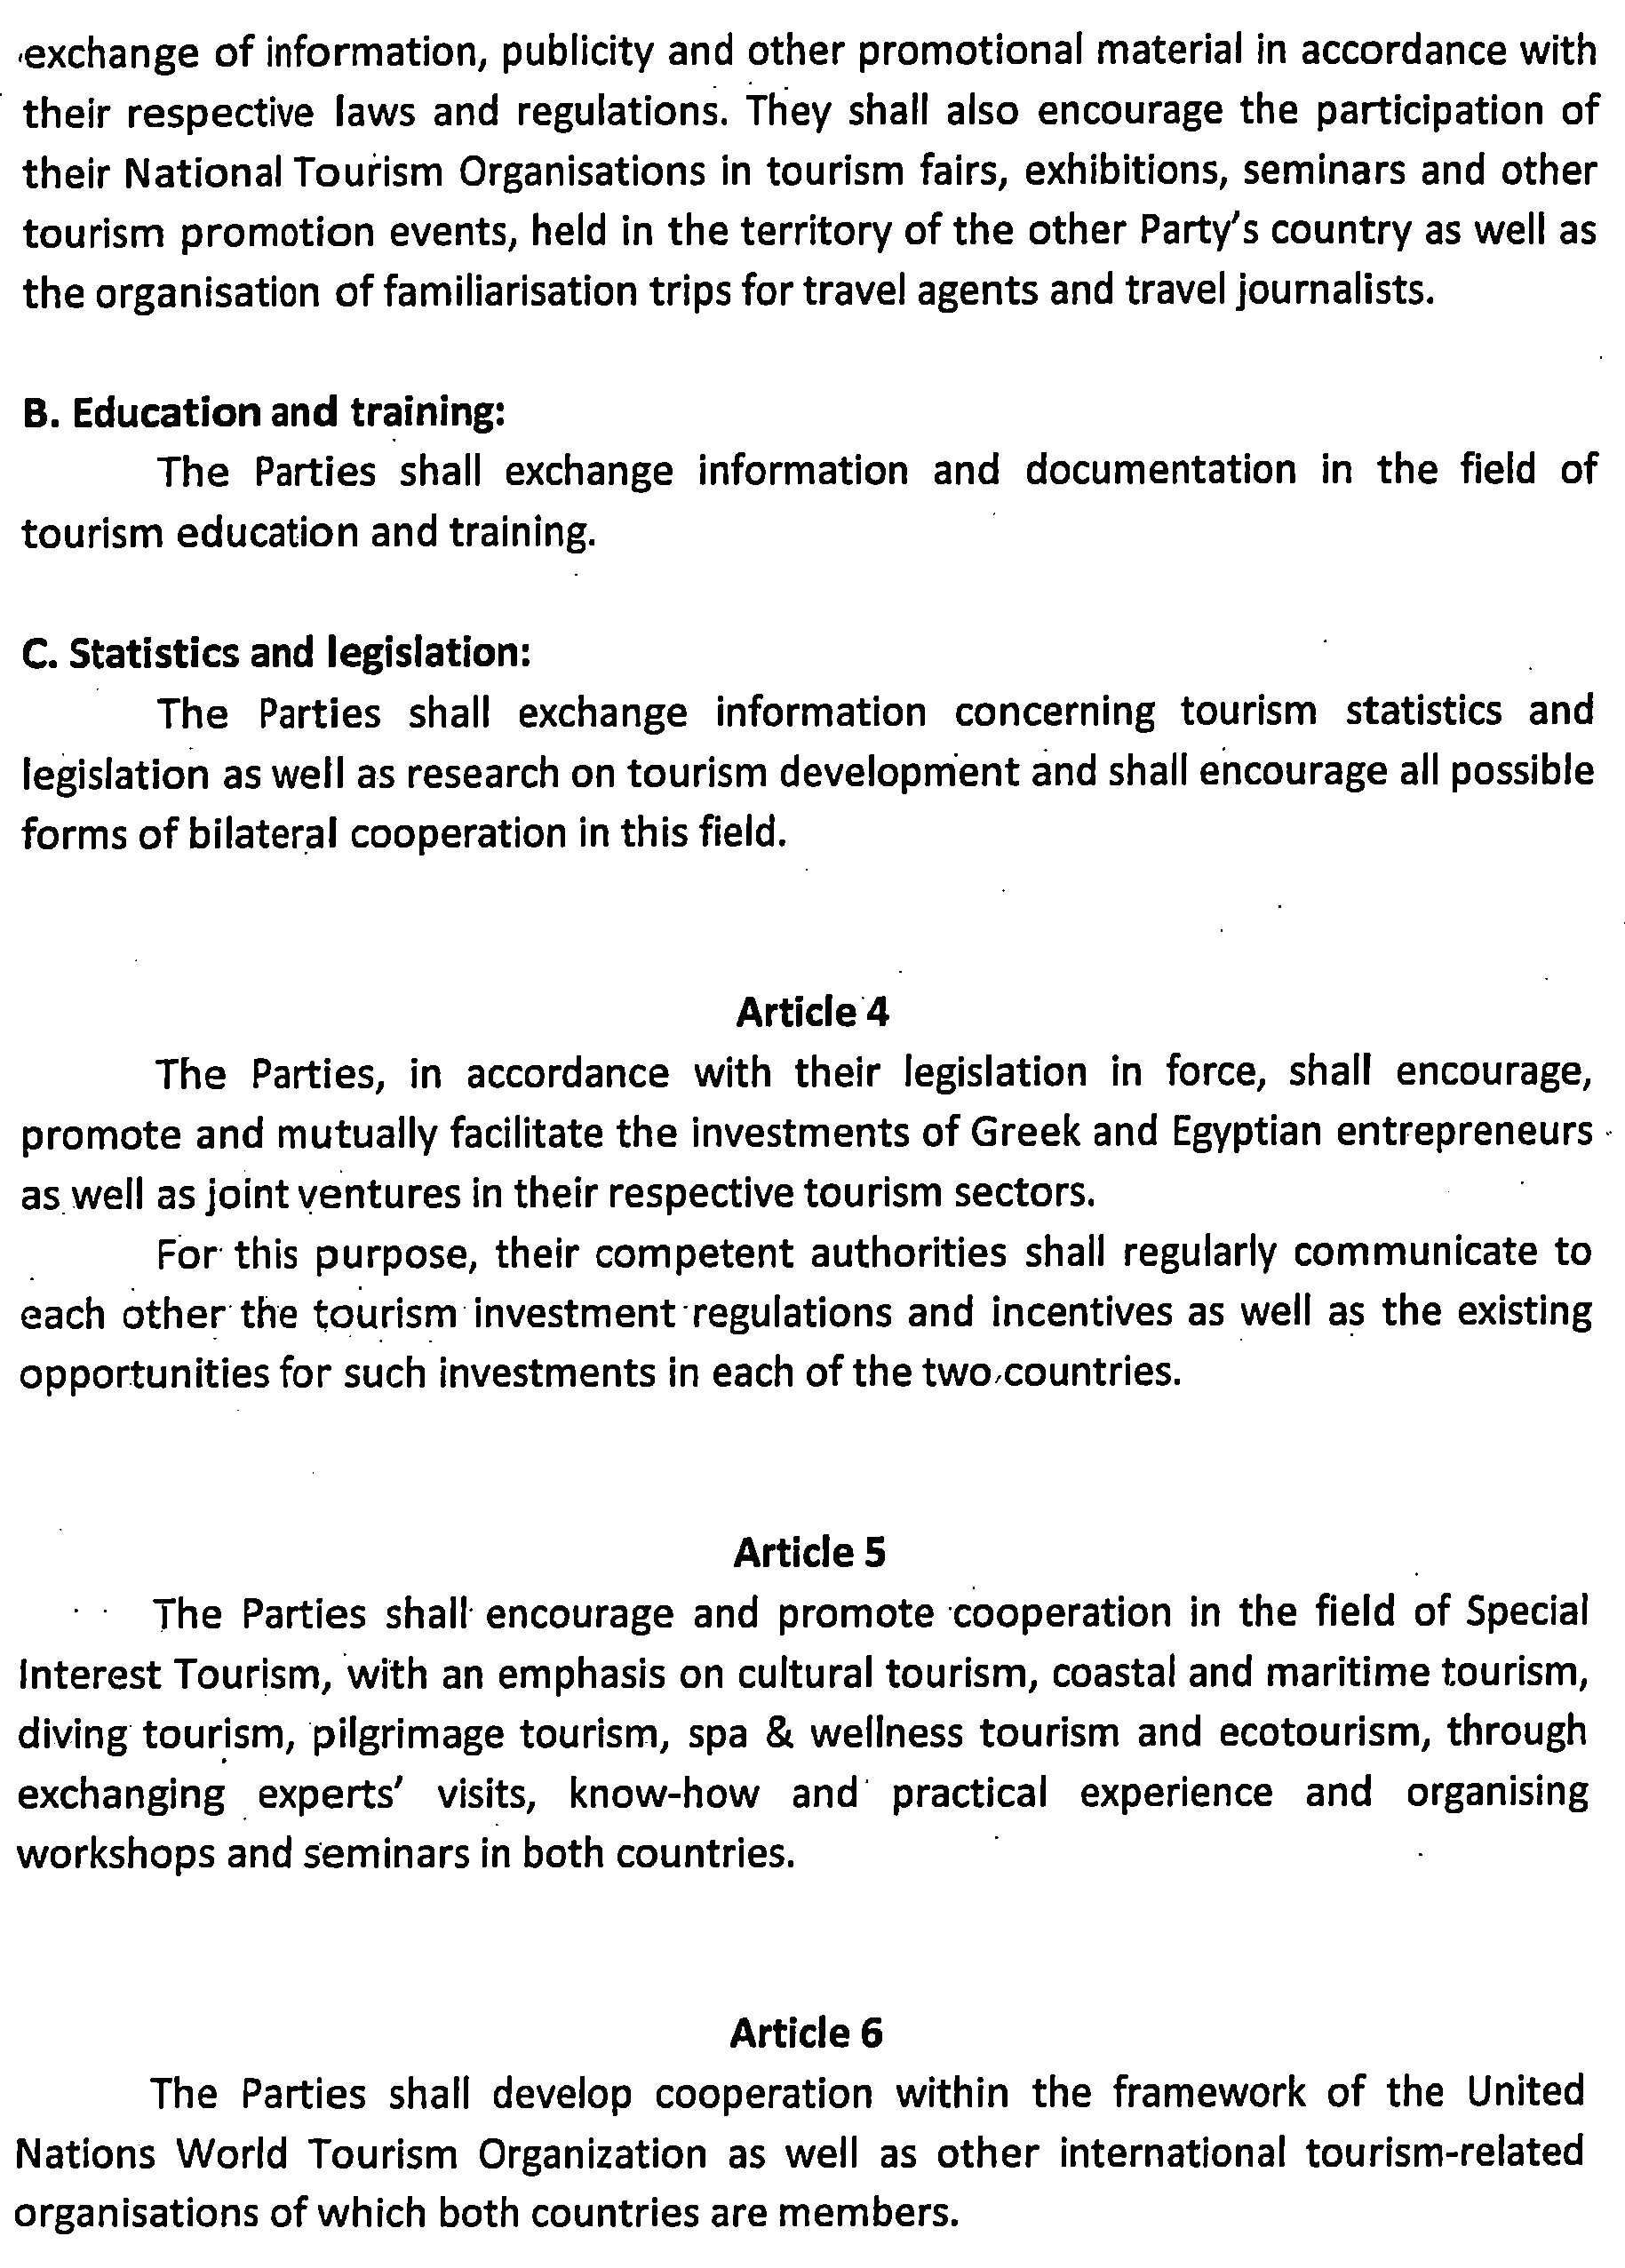 exchange of information, publicity and other promotional material in accordance with
their respective laws and regulations. They shall also encourage the participation of
their National Tourism Organisations in tourism fairs, exhibitions, seminars and other
tourism promotion events, held in the territory of the other Party's country as well as
the organisation of familiarisation trips for travel agents and travel journalists.
B. Education and training:
The Parties shall exchange information and documentation in the field of
tourism education and training.
C. Statistics and legislation:
The Parties shall exchange information concerning tourism statistics and
legislation as well as research on tourism development and shall encourage all possible
forms of bilateral cooperation in this field.
Article 4
The Parties, in accordance with their legislation in force, shall encourage,
promote and mutually facilitate the investments of Greek and Egyptian entrepreneurs
as well as joint ventures in their respective tourism sectors.
For this purpose, their competent authorities shall regularly communicate to
each other the tourism investment regulations and incentives as well as the existing
opportunities for such investments in each of the two countries.
Article 5
The Parties shall encourage and promote cooperation in the field of Special
Interest Tourism, with an emphasis on cultural tourism, coastal and maritime tourism,
diving tourism, pilgrimage tourism, spa & wellness tourism and ecotourism, through
exchanging experts' visits, know-how and practical experience and organising
workshops and seminars in both countries.
Article 6
The Parties shall develop cooperation within the framework of the United
Nations World Tourism Organization as well as other international tourism-related
organisations of which both countries are members.